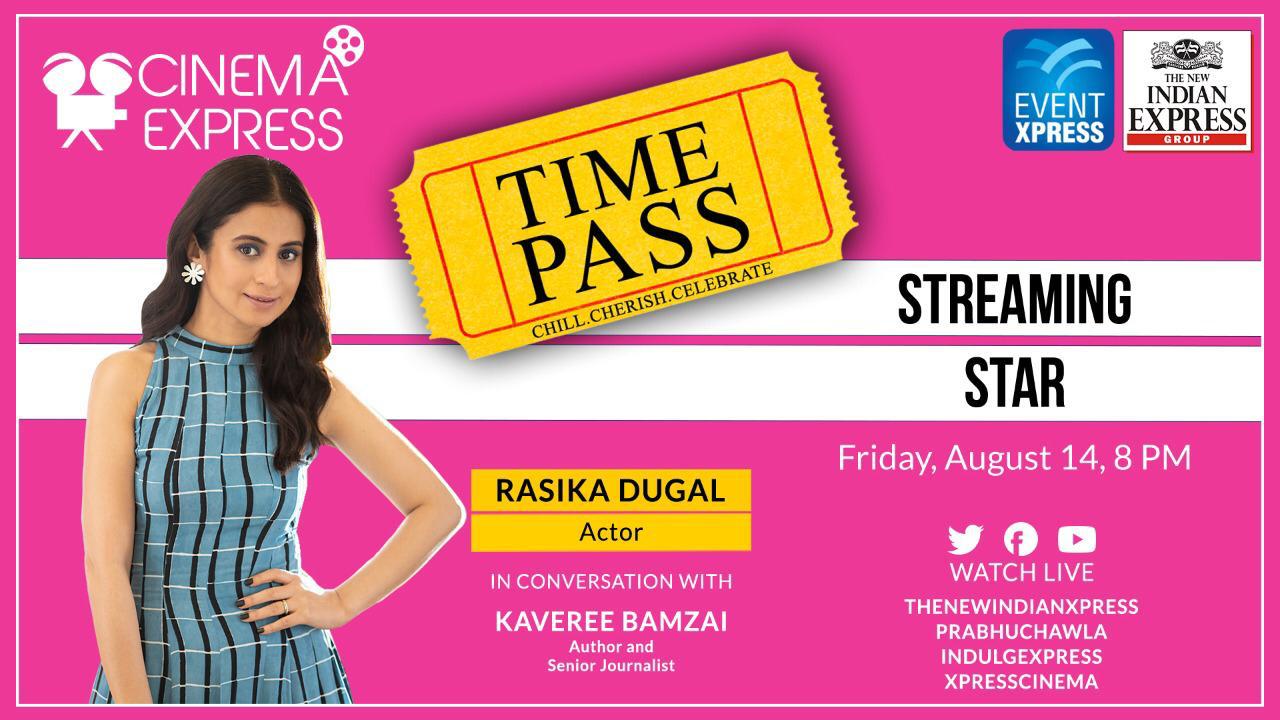 CINEMA
EXPRESS
TIME
PASS
CHILL.CHERISH.CELEBRATE
EVENT
XPRESS
THE NEW
INDIAN
EXPRESS
GROUP
STREAMING
STAR
Friday, August 14, 8 PM
RASIKA DUGAL
Actor
IN CONVERSATION WITH
KAVEREE BAMZAI
Author and
Senior Journalist
WATCH LIVE
THENEWINDIANXPRESS
PRABHUCHAWLA
INDULGEXPRESS
XPRESSCINEMA